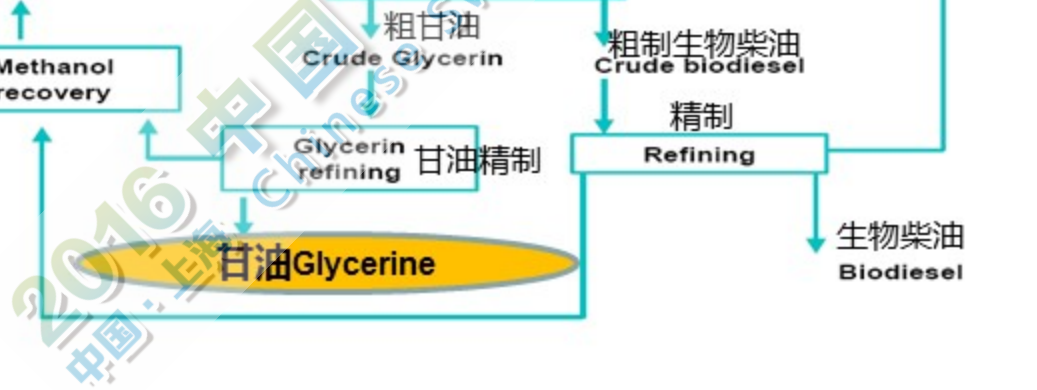 粗甘油
Crude Glycerin
粗制生物柴油
Crude biodiesel
Methanol
recovery
精制
Glycerin
refining
甘油精制
Refining
甘油Glycerine
生物柴油
Biodiesel
2016 中国
中国·上海 Chinese